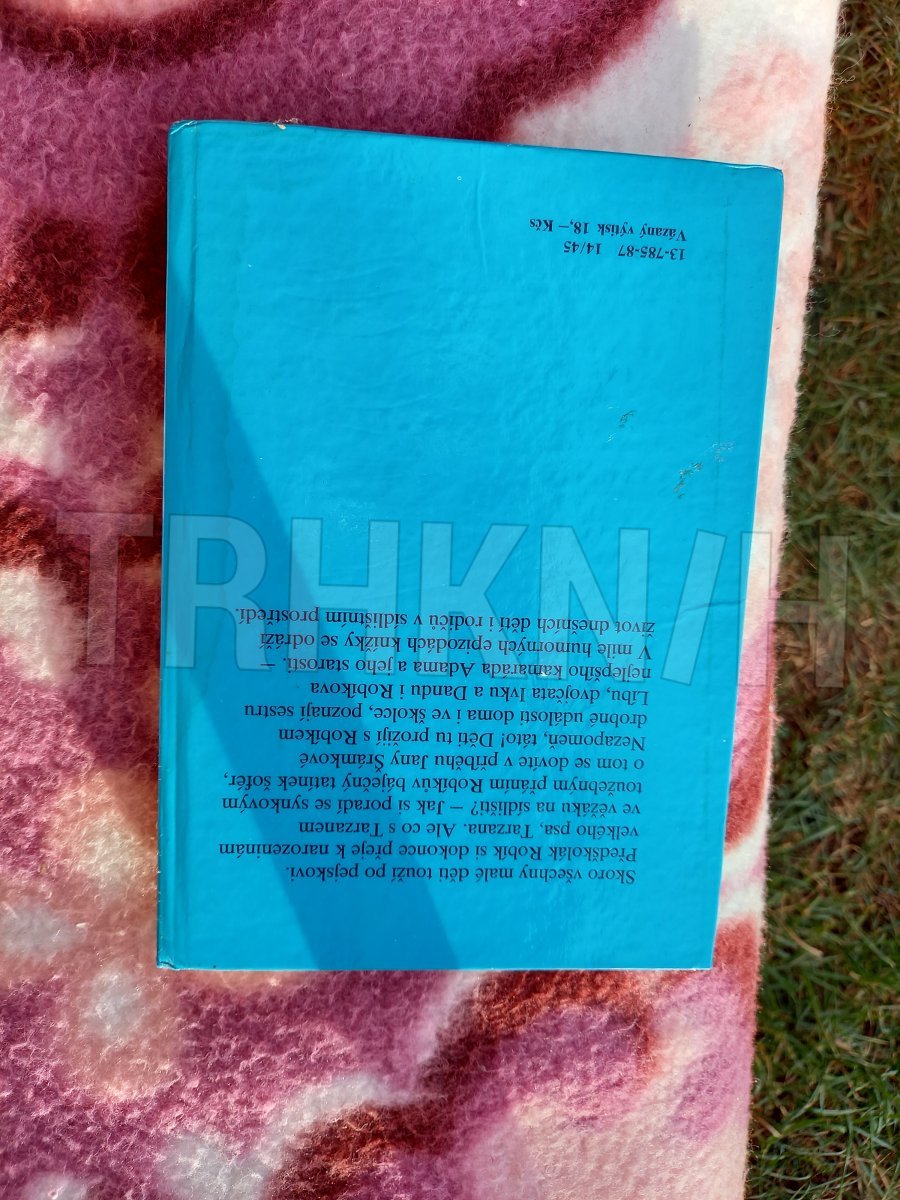 Skoro všechny malé děti touží po pejskovi.
Předškolák Robík si dokonce přeje k narozeninám
velkého psa, Tarzana. Ale co s Tarzanem
ve věžáku na sídlišti? — Jak si poradí se synkovým
toužebným přáním Robíkův báječný tatínek šofér,
o tom se dovíte v příběhu Jany Šrámkové
Nezapomeň, táto! Děti tu prožijí s Robíkem
drobné události doma i ve školce, poznají sestru
Libu, dvojčata Ivku a Dandu i Robíkova
nejlepšího kamaráda Adama a jeho starosti. —
V mile humorných epizodách knížky se odráží
život dnešních dětí i rodičů v sídlištním prostředí.
13-785-87 14/45
Vázaný výtisk 18,— Kčs
TRHKNIH